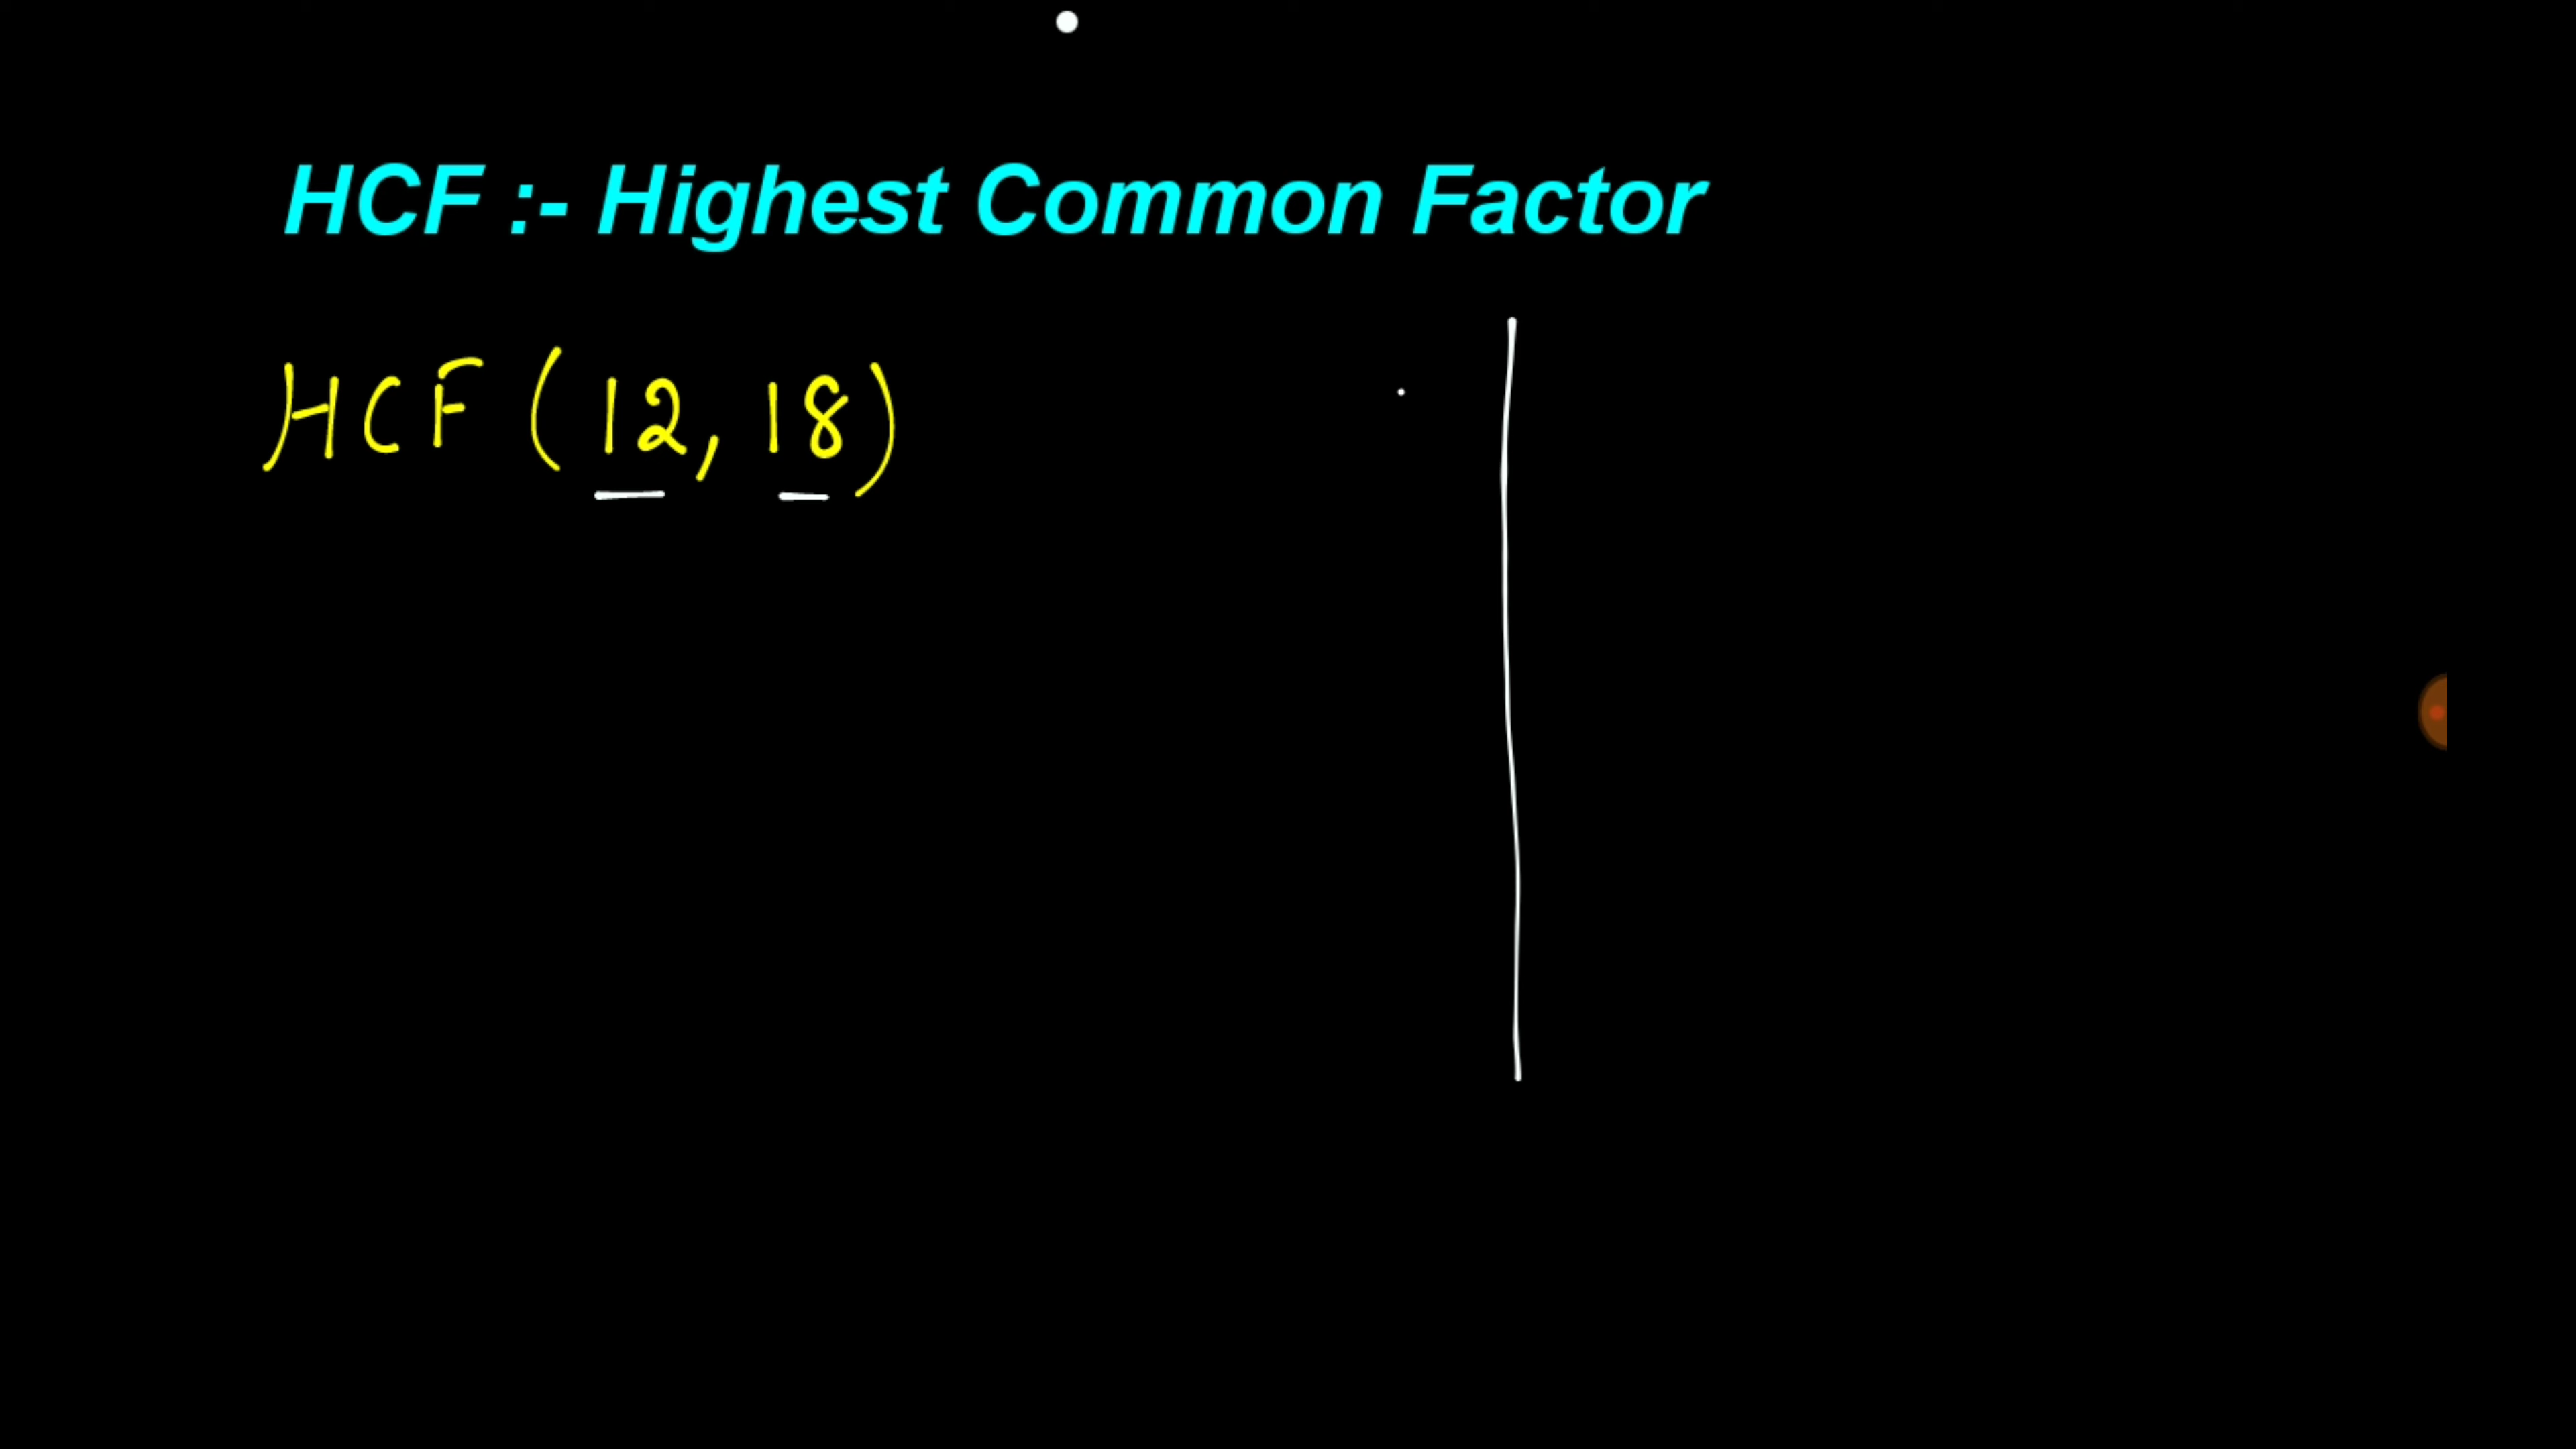 HCF :- Highest Common Factor
HCF (12, 18)